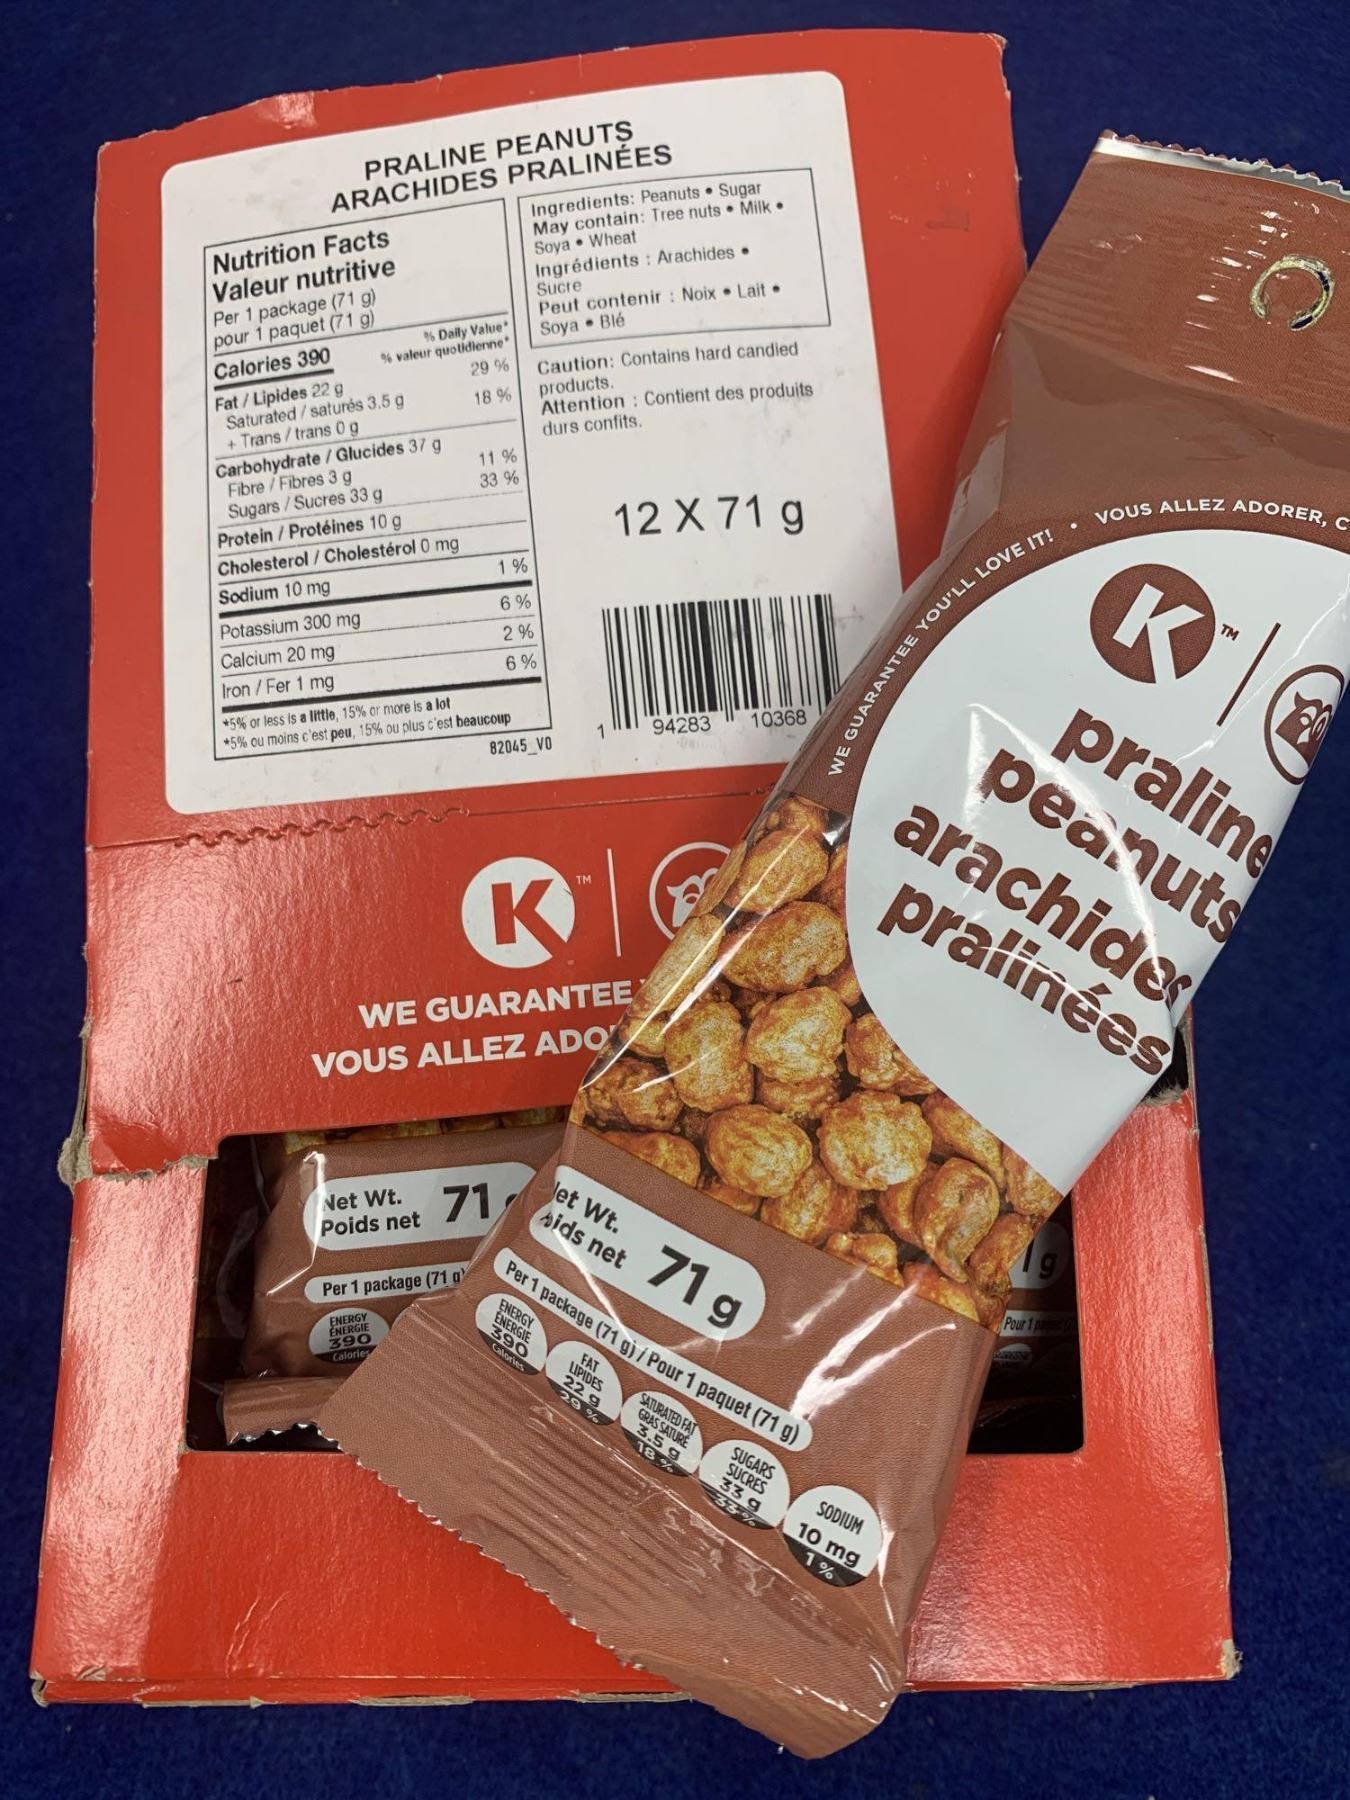 PRALINE PEANUTS
ARACHIDES PRALINÉES
Nutrition Facts
Valeur nutritive
Per 1 package (71 g)
pour 1 paquet (71 g)
% Daily Value*
Calories 390 % valeur quotidienne*
Fat / Lipides 22 g 29 %
Saturated / saturés 3.5 g 18 %
+ Trans / trans 0 g
Carbohydrate / Glucides 37 g
Fibre / Fibres 3 g 11 %
Sugars / Sucres 33 g 33 %
Protein / Protéines 10 g
Cholesterol / Cholestérol 0 mg
Sodium 10 mg 1 %
Potassium 300 mg 6 %
Calcium 20 mg 2 %
Iron / Fer 1 mg 6 %
*5% or less is a little, 15% or more is a lot
*5% ou moins c'est peu, 15% ou plus c'est beaucoup
82045_V0
Ingredients: Peanuts • Sugar
May contain: Tree nuts • Milk •
Soya • Wheat
Ingrédients : Arachides •
Sucre
Peut contenir : Noix • Lait •
Soya • Blé
Caution: Contains hard candied
products.
Attention : Contient des produits
durs confits.
12 X 71 g
1 94283 10368
K™
WE GUARANTEE
VOUS ALLEZ ADO
Net Wt.
Poids net 71
Per 1 package (71 g)
ENERGY
ÉNERGIE
390
Calories
WE GUARANTEE YOU'LL LOVE IT! • VOUS ALLEZ ADORER, C
K™
praline
peanuts
arachides
pralinées
et Wt.
ids net 71 g
Per 1 package (71 g) / Pour 1 paquet (71 g)
ENERGY
ÉNERGIE
390
Calories
FAT
LIPIDES
22 g
29 %
SATURATED FAT
GRAS SATURÉ
3.5 g
18 %
SUGARS
SUCRES
33 g
33 %
SODIUM
10 mg
1 %
g
Pour 1